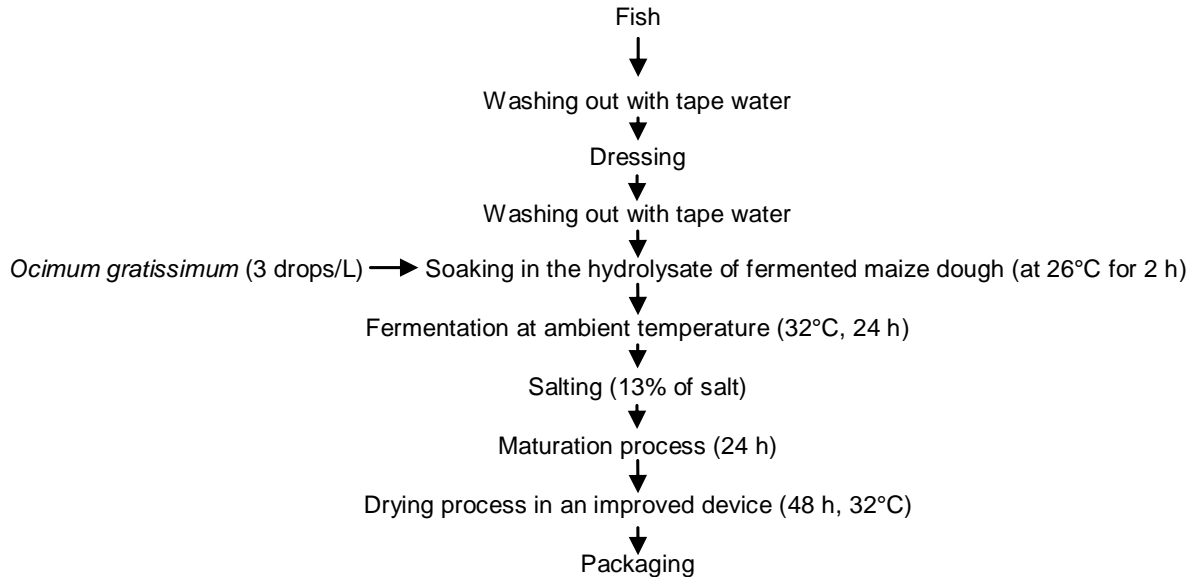 Fish
Washing out with tape water
Dressing
Washing out with tape water
Ocimum gratissimum (3 drops/L) Soaking in the hydrolysate of fermented maize dough (at 26°C for 2 h)
Fermentation at ambient temperature (32°C, 24 h)
Salting (13% of salt)
Maturation process (24 h)
Drying process in an improved device (48 h, 32°C)
Packaging